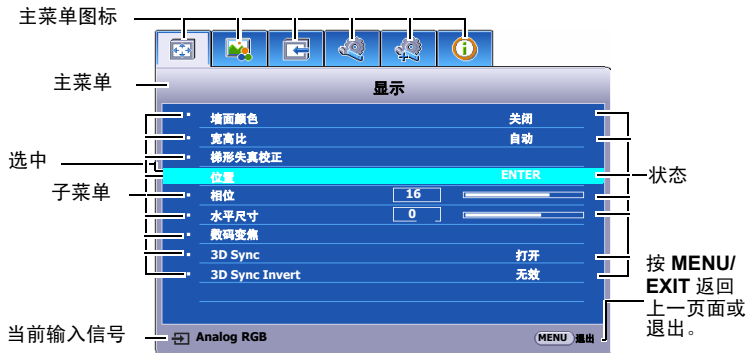 主菜单图标
主菜单
显示
墙面颜色 关闭
宽高比 自动
梯形失真校正
选中
位置 ENTER
状态
子菜单
相位 16
水平尺寸 0
数码变焦
3D Sync 打开
3D Sync Invert 无效
按 MENU/
EXIT 返回
上一页面或
退出。
当前输入信号
Analog RGB
MENU 退出